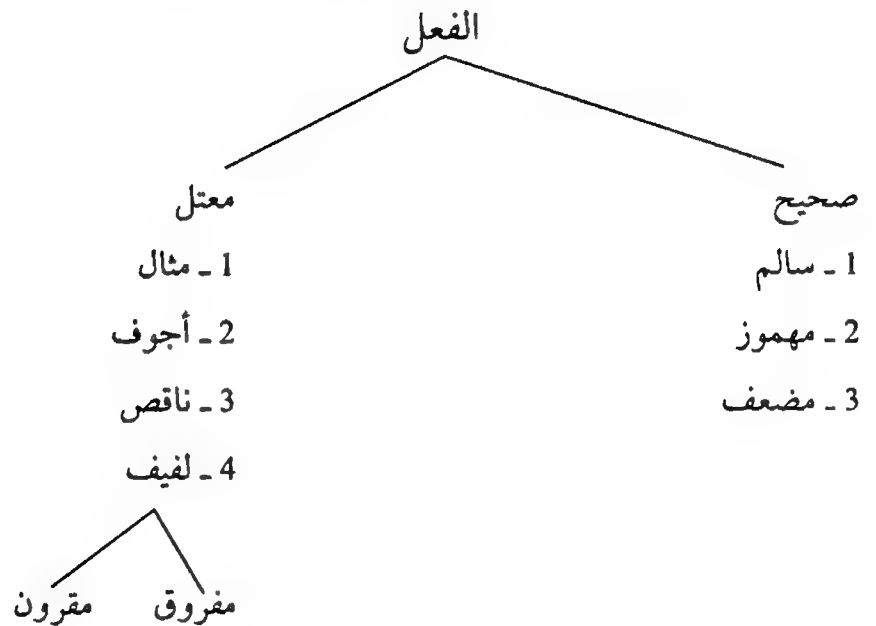 الفعل
صحيح معتل
1 ـ سالم 1 ـ مثال
2 ـ مهموز 2 ـ أجوف
3 ـ مضعف 3 ـ ناقص
4 ـ لفيف
مفروق مقرون